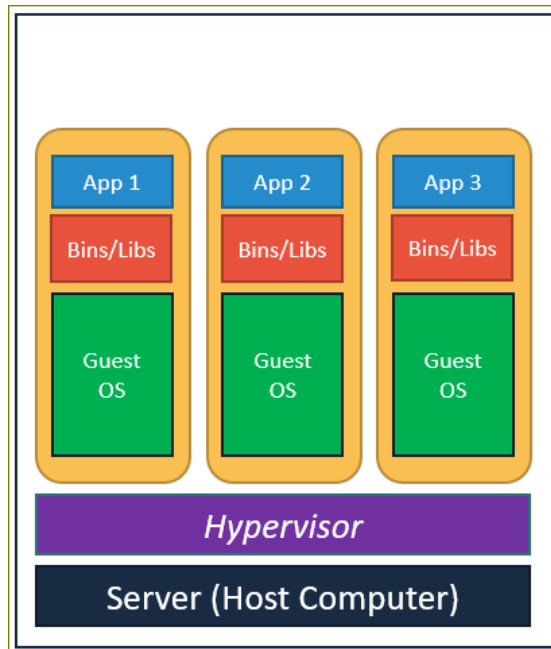 App 1
App 2
App 3
Bins/Libs
Bins/Libs
Bins/Libs
Guest
OS
Guest
OS
Guest
OS
Hypervisor
Server (Host Computer)